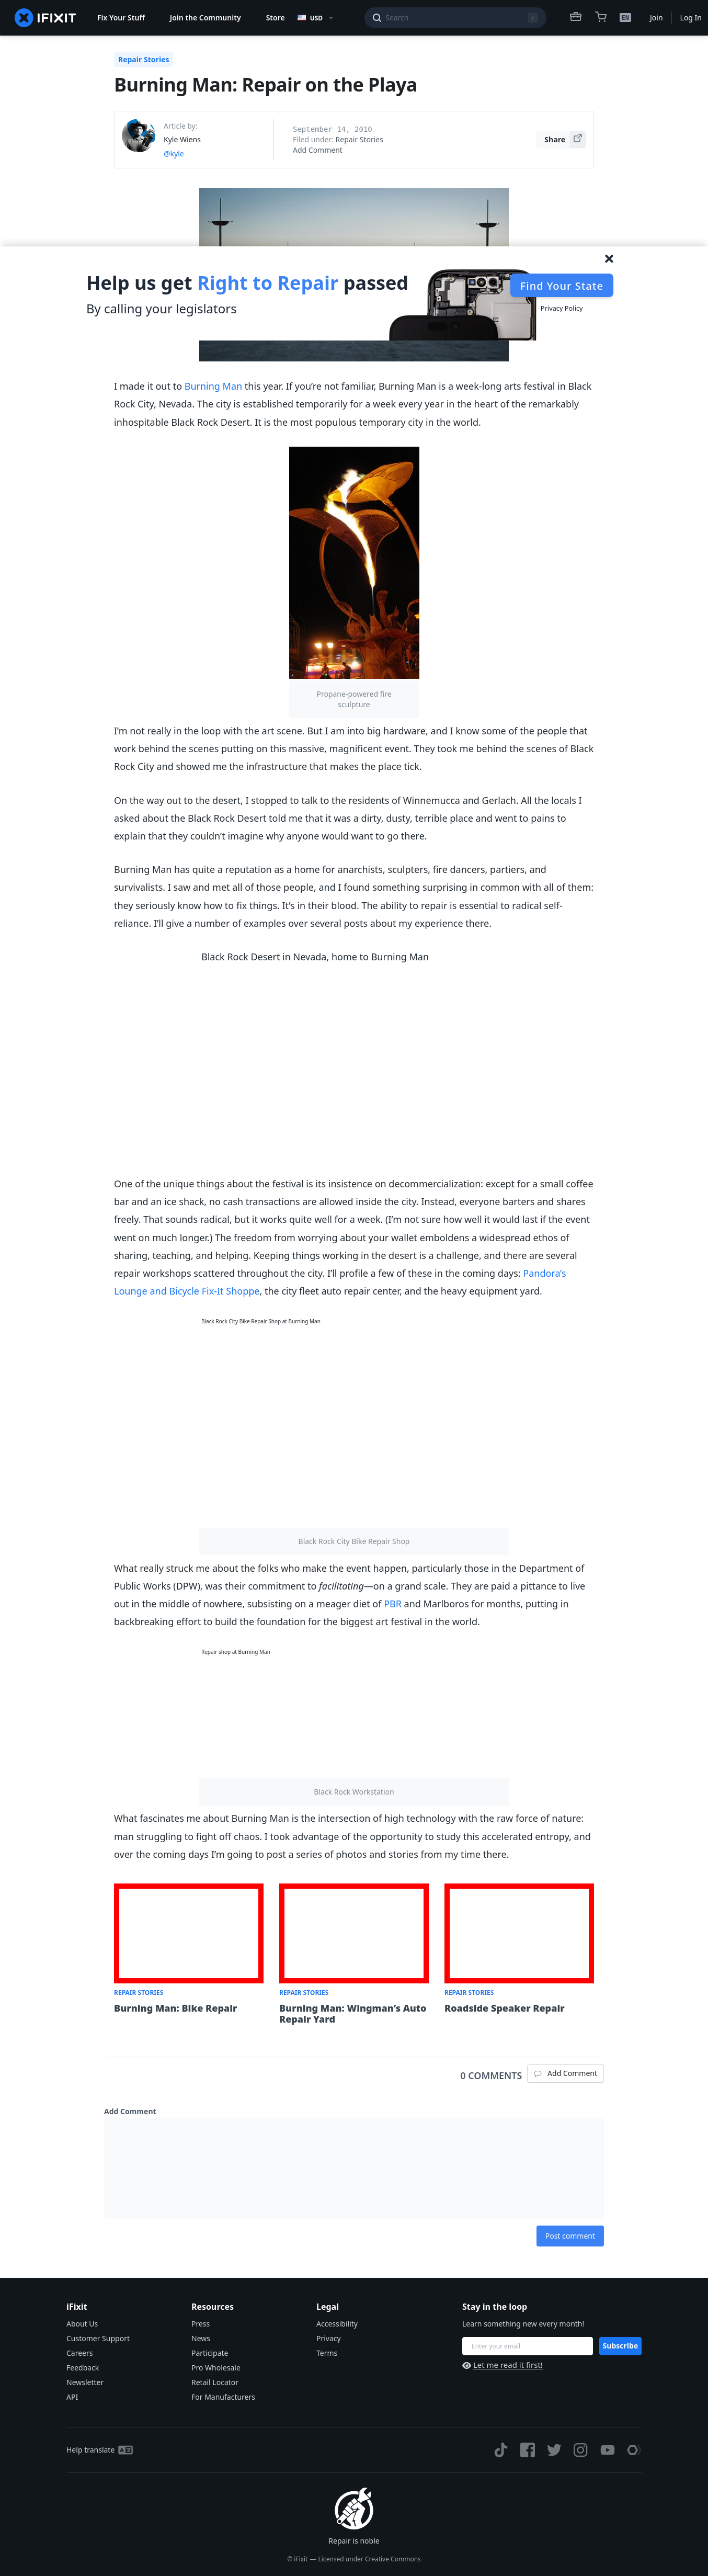 IFIXIT
Fix Your Stuff
Join the Community
Store
USD
Search
/
EN
Join
Log In
Repair Stories
Burning Man: Repair on the Playa
Article by:
Kyle Wiens
@kyle
September 14, 2010
Filed under: Repair Stories
Add Comment
Share
Help us get Right to Repair passed
By calling your legislators
Find Your State
Privacy Policy
I made it out to Burning Man this year. If you’re not familiar, Burning Man is a week-long arts festival in Black
Rock City, Nevada. The city is established temporarily for a week every year in the heart of the remarkably
inhospitable Black Rock Desert. It is the most populous temporary city in the world.
Propane-powered fire
sculpture
I’m not really in the loop with the art scene. But I am into big hardware, and I know some of the people that
work behind the scenes putting on this massive, magnificent event. They took me behind the scenes of Black
Rock City and showed me the infrastructure that makes the place tick.
On the way out to the desert, I stopped to talk to the residents of Winnemucca and Gerlach. All the locals I
asked about the Black Rock Desert told me that it was a dirty, dusty, terrible place and went to pains to
explain that they couldn’t imagine why anyone would want to go there.
Burning Man has quite a reputation as a home for anarchists, sculpters, fire dancers, partiers, and
survivalists. I saw and met all of those people, and I found something surprising in common with all of them:
they seriously know how to fix things. It’s in their blood. The ability to repair is essential to radical self-
reliance. I’ll give a number of examples over several posts about my experience there.
Black Rock Desert in Nevada, home to Burning Man
One of the unique things about the festival is its insistence on decommercialization: except for a small coffee
bar and an ice shack, no cash transactions are allowed inside the city. Instead, everyone barters and shares
freely. That sounds radical, but it works quite well for a week. (I’m not sure how well it would last if the event
went on much longer.) The freedom from worrying about your wallet emboldens a widespread ethos of
sharing, teaching, and helping. Keeping things working in the desert is a challenge, and there are several
repair workshops scattered throughout the city. I’ll profile a few of these in the coming days: Pandora’s
Lounge and Bicycle Fix-It Shoppe, the city fleet auto repair center, and the heavy equipment yard.
Black Rock City Bike Repair Shop at Burning Man
Black Rock City Bike Repair Shop
What really struck me about the folks who make the event happen, particularly those in the Department of
Public Works (DPW), was their commitment to facilitating—on a grand scale. They are paid a pittance to live
out in the middle of nowhere, subsisting on a meager diet of PBR and Marlboros for months, putting in
backbreaking effort to build the foundation for the biggest art festival in the world.
Repair shop at Burning Man
Black Rock Workstation
What fascinates me about Burning Man is the intersection of high technology with the raw force of nature:
man struggling to fight off chaos. I took advantage of the opportunity to study this accelerated entropy, and
over the coming days I’m going to post a series of photos and stories from my time there.
REPAIR STORIES
Burning Man: Bike Repair
REPAIR STORIES
Burning Man: Wingman’s Auto
Repair Yard
REPAIR STORIES
Roadside Speaker Repair
0 COMMENTS
Add Comment
Add Comment
Post comment
iFixit
About Us
Customer Support
Careers
Feedback
Newsletter
API
Resources
Press
News
Participate
Pro Wholesale
Retail Locator
For Manufacturers
Legal
Accessibility
Privacy
Terms
Stay in the loop
Learn something new every month!
Enter your email
Subscribe
Let me read it first!
Help translate
Repair is noble
© iFixit — Licensed under Creative Commons